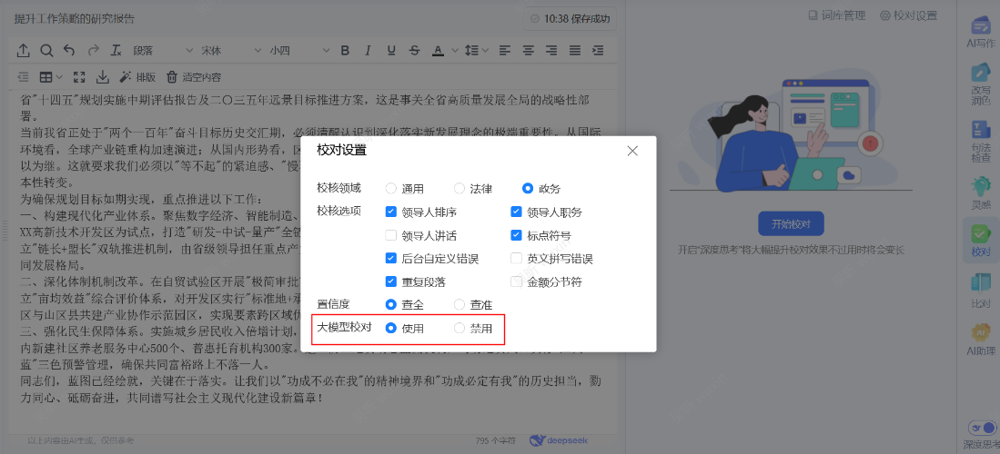 提升工作策略的研究报告
10:38 保存成功
词库管理
校对设置
段落
宋体
小四
B I U S A
排版
清空内容
省"十四五"规划实施中期评估报告及二〇三五年远景目标推进方案，这是事关全省高质量发展全局的战略性部
署。
当前我省正处于"两个一百年"奋斗目标历史交汇期，必须清醒认识到深化落实新发展理念的极端重要性。从国际
环境看，全球产业链重构加速演进；从国内形势看，区
以为继。这就要求我们必须以"等不起"的紧迫感、"慢
本性转变。
为确保规划目标如期实现，重点推进以下工作：
一、构建现代化产业体系。聚焦数字经济、智能制造、
XX高新技术开发区为试点，打造"研发-中试-量产"全链
立"链长+盟长"双轨推进机制，由省级领导担任重点产
同发展格局。
二、深化体制机制改革。在自贸试验区开展"极简审批
立"亩均效益"综合评价体系，对开发区实行"标准地+承
区与山区县共建产业协作示范园区，实现要素跨区域优
三、强化民生保障体系。实施城乡居民收入倍增计划，
内新建社区养老服务中心500个、普惠托育机构300家。
蓝"三色预警管理，确保共同富裕路上不落一人。
同志们，蓝图已经绘就，关键在于落实。让我们以"功成不必在我"的精神境界和"功成必定有我"的历史担当，勠
力同心、砥砺奋进，共同谱写社会主义现代化建设新篇章！
以上内容由AI生成，仅供参考
795 个字符
deepseek
校对设置
校核领域
通用
法律
政务
校核选项
领导人排序
领导人职务
领导人讲话
标点符号
后台自定义错误
英文拼写错误
重复段落
金额分节符
置信度
查全
查准
大模型校对
使用
禁用
开始校对
开启"深度思考"将大幅提升校对效果不过用时将会变长
AI写作
改写
润色
句法
检查
灵感
校对
比对
AI助理
深度思考